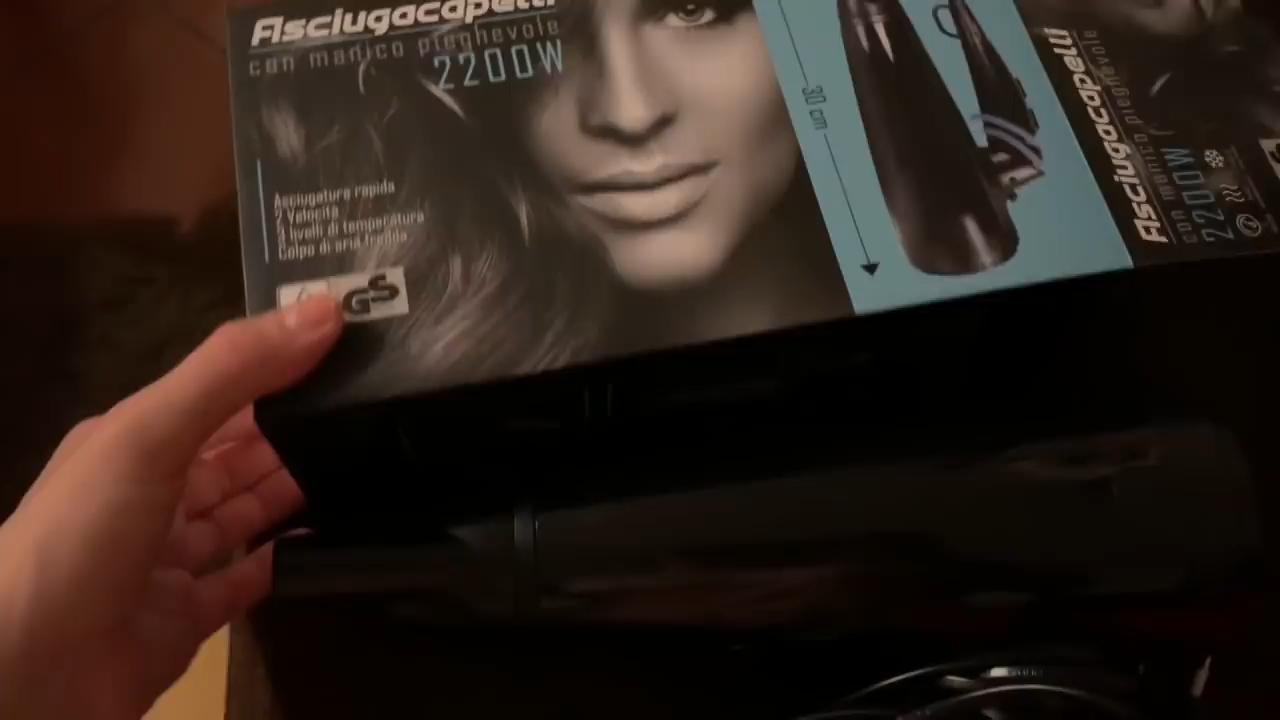 Asciugacapelli
con manico pieghevole
2200W
Asciugatura rapida
2 Velocità
3 livelli di temperatura
Colpo di aria fredda
GS
30 cm
Asciugacapelli
con manico pieghevole
2200W